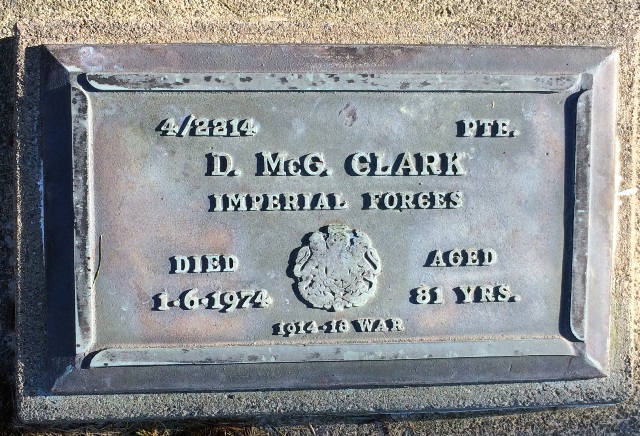 4/2214 PTE.
D. McG. CLARK
IMPERIAL FORCES
DIED AGED
1-6-1974 81 YRS.
1914-18 WAR